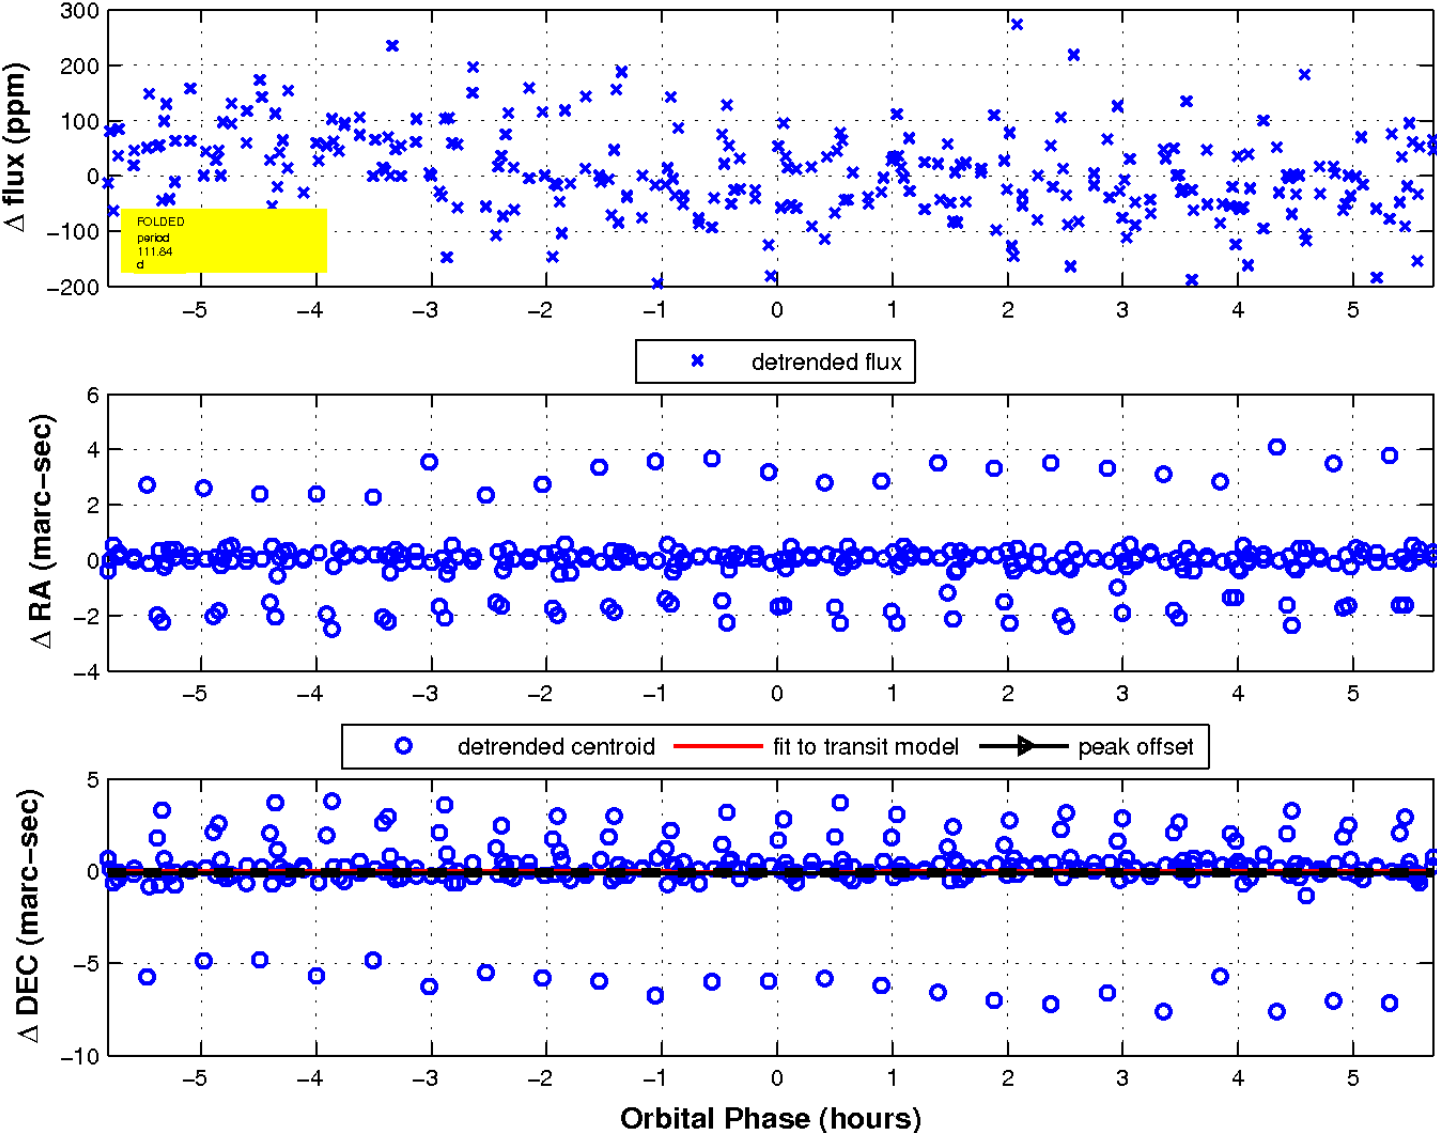 300
200
100
0
−100
−200
Δ flux (ppm)
FOLDED
period
111.84
d
−5 −4 −3 −2 −1 0 1 2 3 4 5
detrended flux
6
4
2
0
−2
−4
Δ RA (marc−sec)
−5 −4 −3 −2 −1 0 1 2 3 4 5
detrended centroid fit to transit model peak offset
5
0
−5
−10
Δ DEC (marc−sec)
−5 −4 −3 −2 −1 0 1 2 3 4 5
Orbital Phase (hours)